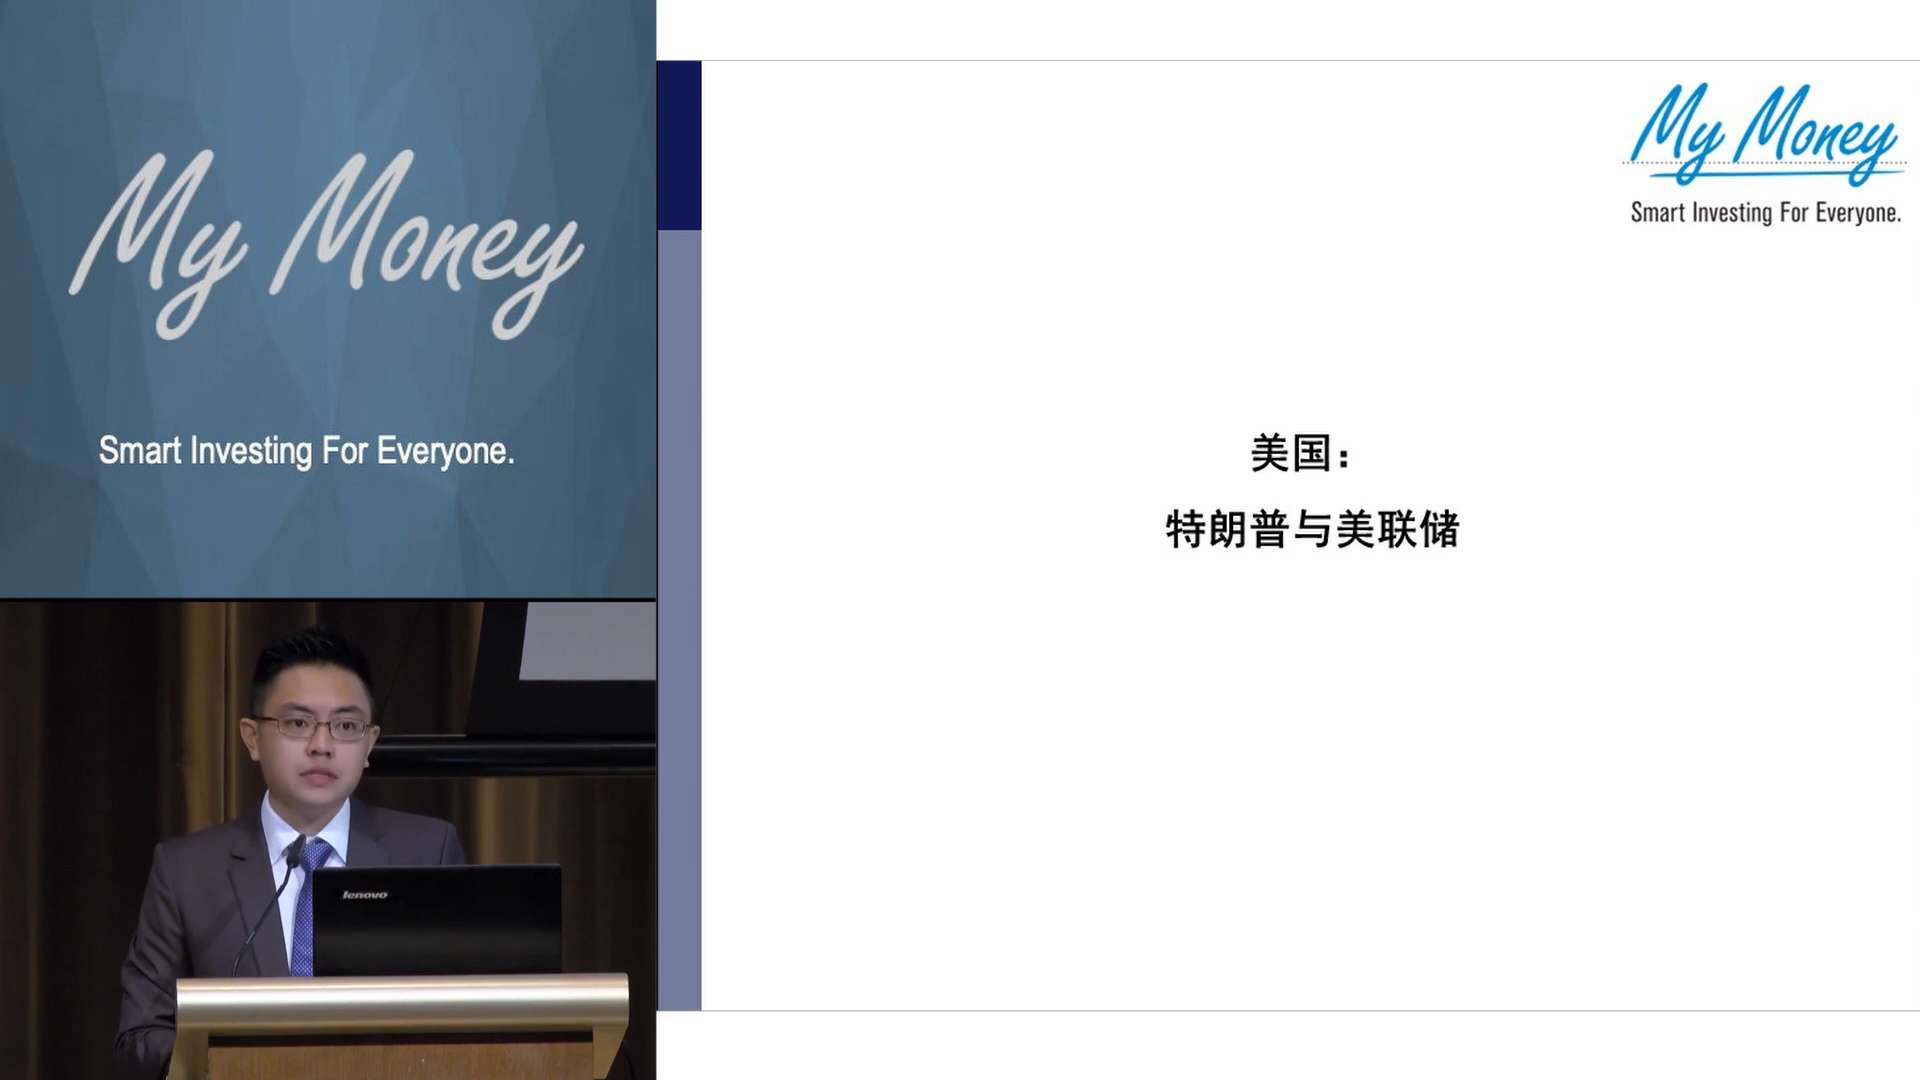 My Money
Smart Investing For Everyone.
lenovo
My Money
Smart Investing For Everyone.
美国：
特朗普与美联储